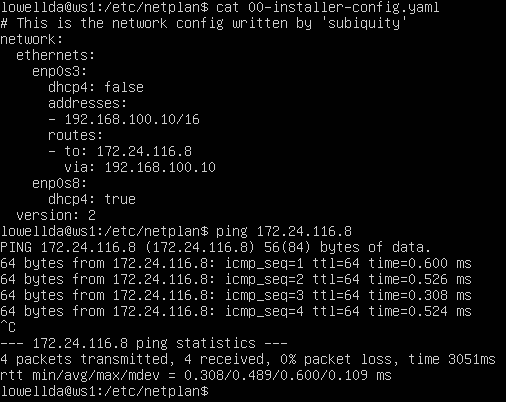 lowellda@ws1:/etc/netplan$ cat 00-installer-config.yaml
# This is the network config written by 'subiquity'
network:
  ethernets:
    enp0s3:
      dhcp4: false
      addresses:
      - 192.168.100.10/16
      routes:
      - to: 172.24.116.8
        via: 192.168.100.10
    enp0s8:
      dhcp4: true
  version: 2
lowellda@ws1:/etc/netplan$ ping 172.24.116.8
PING 172.24.116.8 (172.24.116.8) 56(84) bytes of data.
64 bytes from 172.24.116.8: icmp_seq=1 ttl=64 time=0.600 ms
64 bytes from 172.24.116.8: icmp_seq=2 ttl=64 time=0.526 ms
64 bytes from 172.24.116.8: icmp_seq=3 ttl=64 time=0.308 ms
64 bytes from 172.24.116.8: icmp_seq=4 ttl=64 time=0.524 ms
^C
--- 172.24.116.8 ping statistics ---
4 packets transmitted, 4 received, 0% packet loss, time 3051ms
rtt min/avg/max/mdev = 0.308/0.489/0.600/0.109 ms
lowellda@ws1:/etc/netplan$